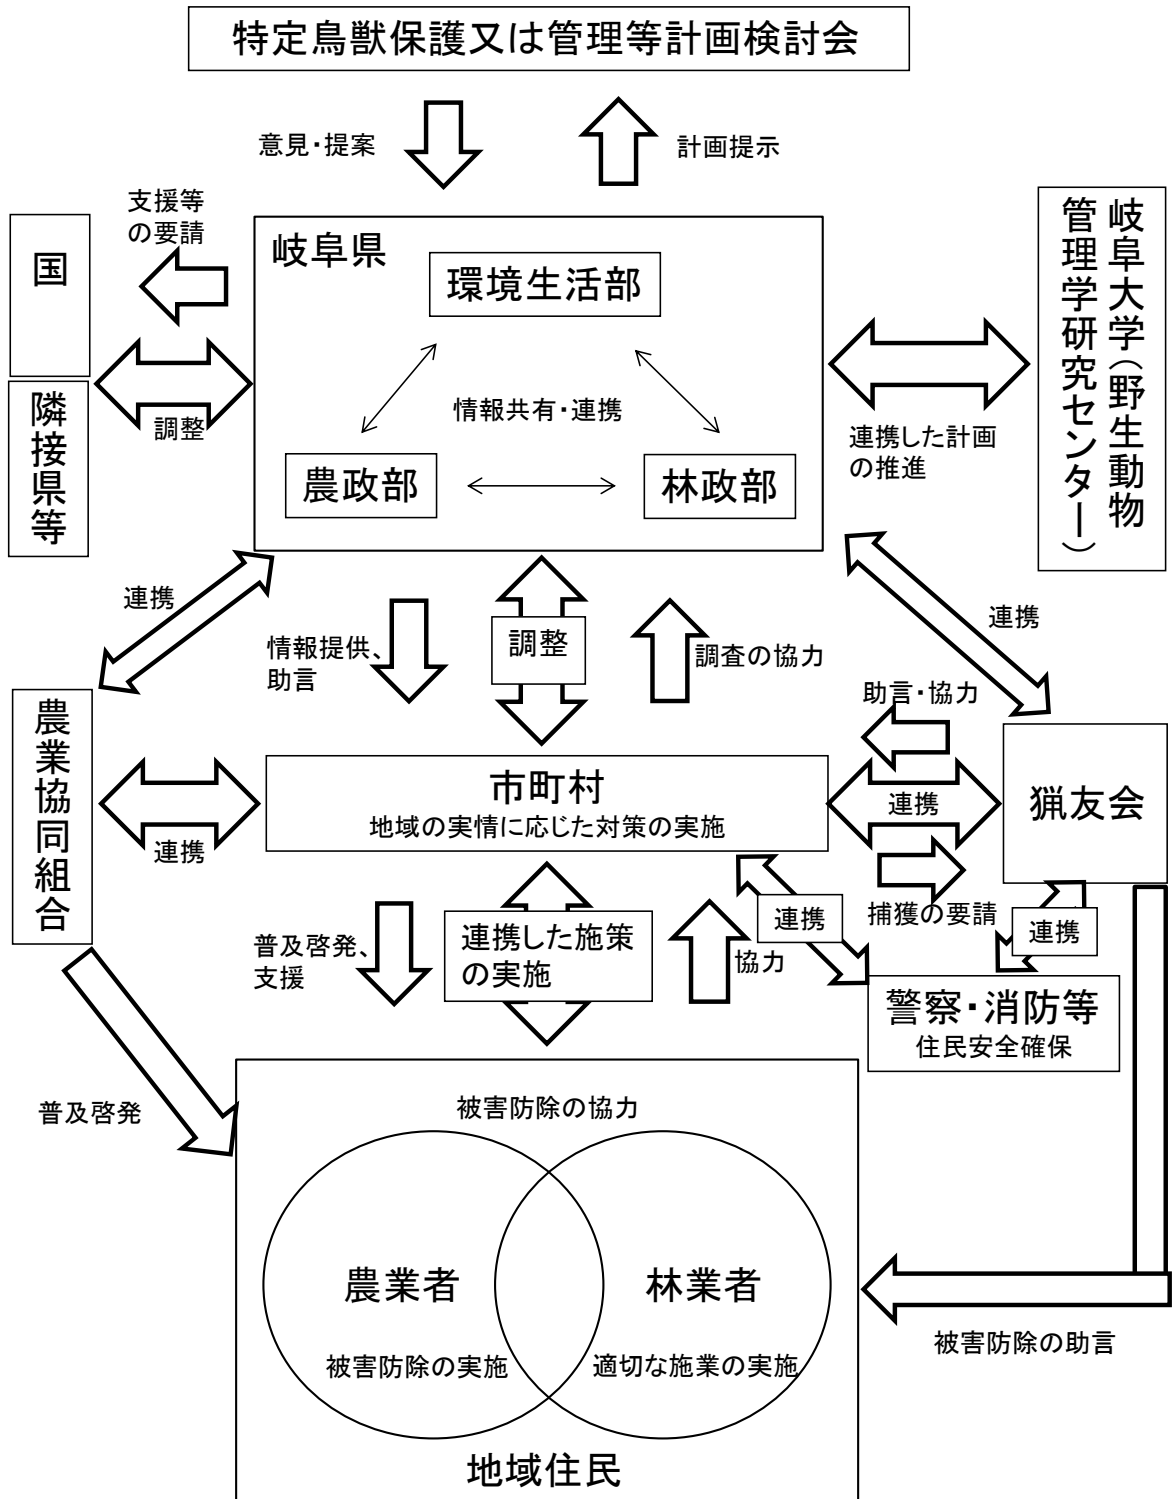 特定鳥獣保護又は管理等計画検討会
意見・提案
計画提示
支援等
の要請
国
岐阜県
環境生活部
岐阜大学（野生動物
管理学研究センター）
調整
隣接県等
情報共有・連携
連携した計画
の推進
農政部
林政部
連携
情報提供、
助言
調整
調査の協力
連携
助言・協力
農業協同組合
連携
市町村
地域の実情に応じた対策の実施
連携
猟友会
捕獲の要請
普及啓発、
支援
連携した施策
の実施
協力
連携
連携
警察・消防等
住民安全確保
普及啓発
被害防除の協力
農業者
林業者
被害防除の実施
適切な施業の実施
被害防除の助言
地域住民